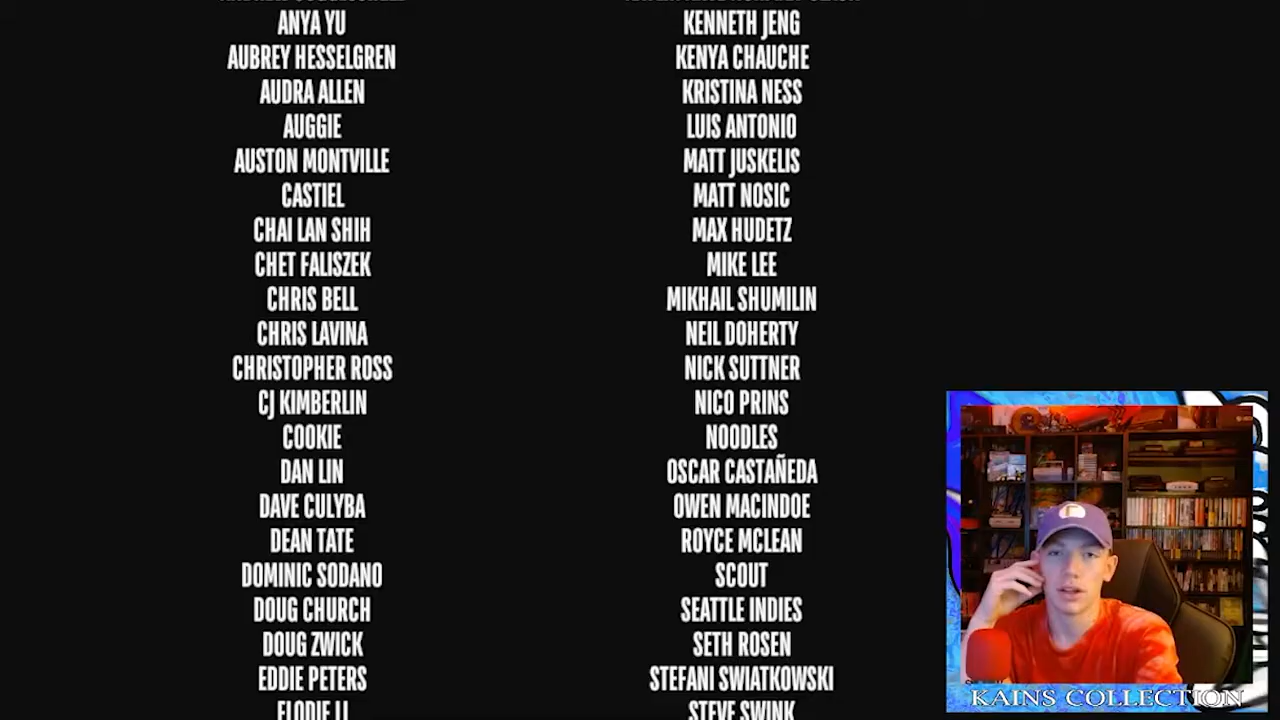 ANYA YU
AUBREY HESSELGREN
AUDRA ALLEN
AUGGIE
AUSTON MONTVILLE
CASTIEL
CHAI LAN SHIH
CHET FALISZEK
CHRIS BELL
CHRIS LAVINA
CHRISTOPHER ROSS
CJ KIMBERLIN
COOKIE
DAN LIN
DAVE CULYBA
DEAN TATE
DOMINIC SODANO
DOUG CHURCH
DOUG ZWICK
EDDIE PETERS
ELODIE LI
KENNETH JENG
KENYA CHAUCHE
KRISTINA NESS
LUIS ANTONIO
MATT JUSKELIS
MATT NOSIC
MAX HUDETZ
MIKE LEE
MIKHAIL SHUMILIN
NEIL DOHERTY
NICK SUTTNER
NICO PRINS
NOODLES
OSCAR CASTAÑEDA
OWEN MACINDOE
ROYCE MCLEAN
SCOUT
SEATTLE INDIES
SETH ROSEN
STEFANI SWIATKOWSKI
STEVE SWINK
KAINS COLLECTION